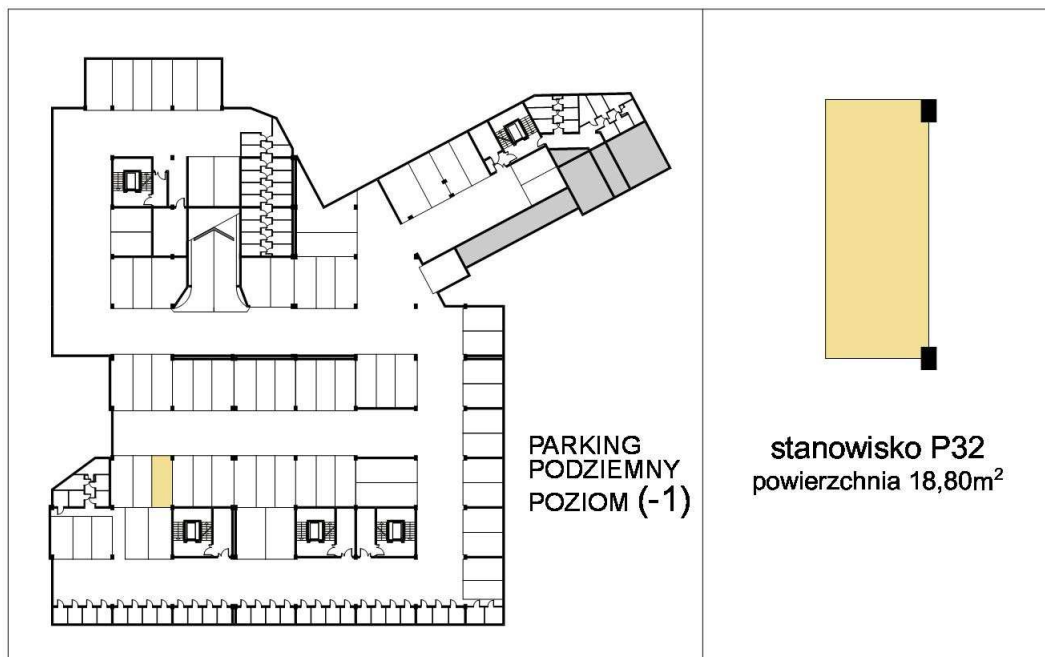 PARKING
PODZIEMNY
POZIOM (-1)
stanowisko P32
powierzchnia 18,80m²